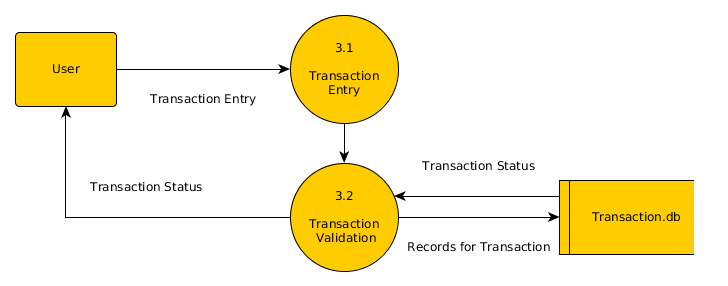 3.1
User
Transaction
Entry
Transaction Entry
Transaction Status
Transaction Status
3.2
Transaction
Validation
Transaction.db
Records for Transaction